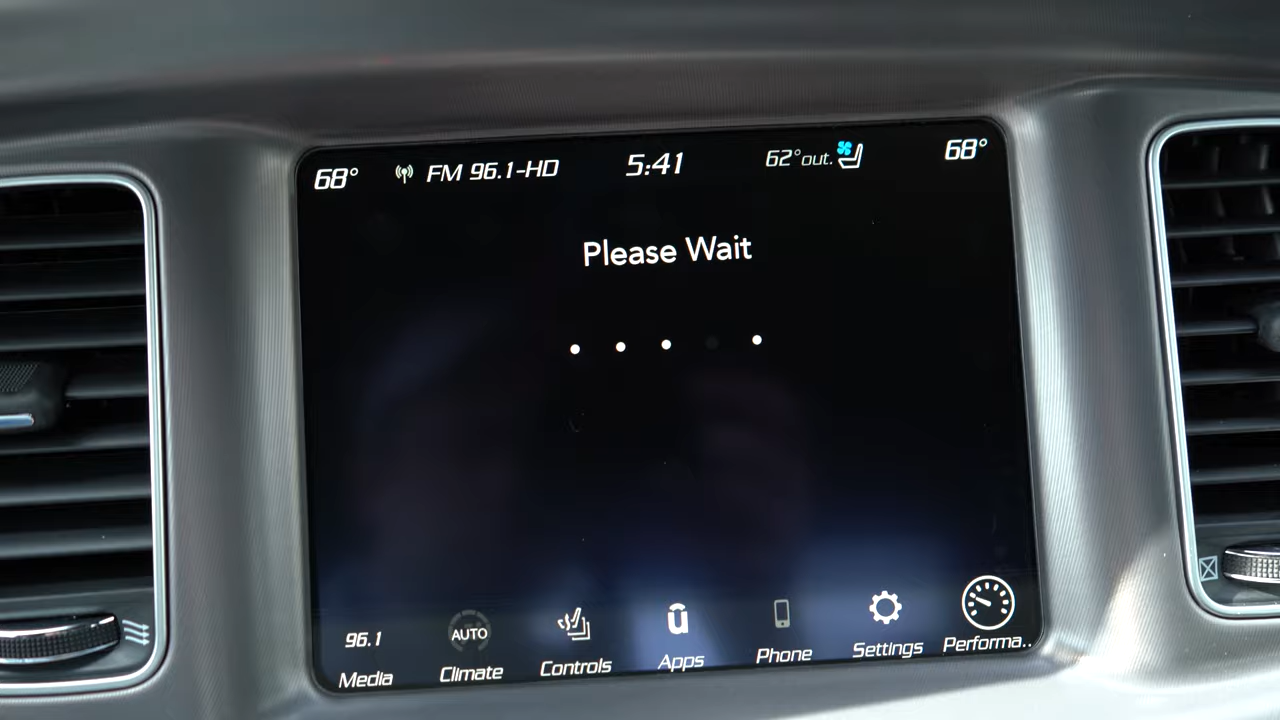 68° FM 96.1-HD 5:41 62°out. 68°
Please Wait
96.1 AUTO
Media Climate Controls Apps Phone Settings Performa..